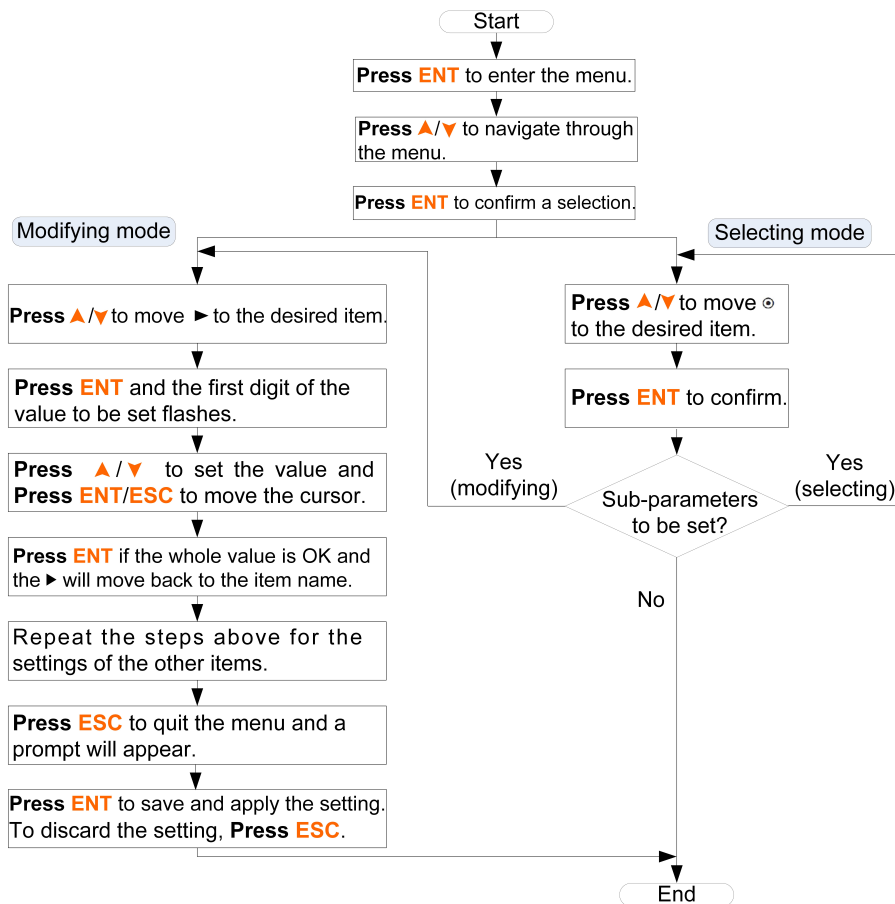 Start
Press ENT to enter the menu.
Press ▲/▼ to navigate through
the menu.
Press ENT to confirm a selection.
Modifying mode
Selecting mode
Press ▲/▼ to move ► to the desired item.
Press ENT and the first digit of the
value to be set flashes.
Press ▲/▼ to set the value and
Press ENT/ESC to move the cursor.
Press ENT if the whole value is OK and
the ► will move back to the item name.
Repeat the steps above for the
settings of the other items.
Press ESC to quit the menu and a
prompt will appear.
Press ENT to save and apply the setting.
To discard the setting, Press ESC.
Press ▲/▼ to move ⊙
to the desired item.
Press ENT to confirm.
Yes
(modifying)
Sub-parameters
to be set?
Yes
(selecting)
No
End